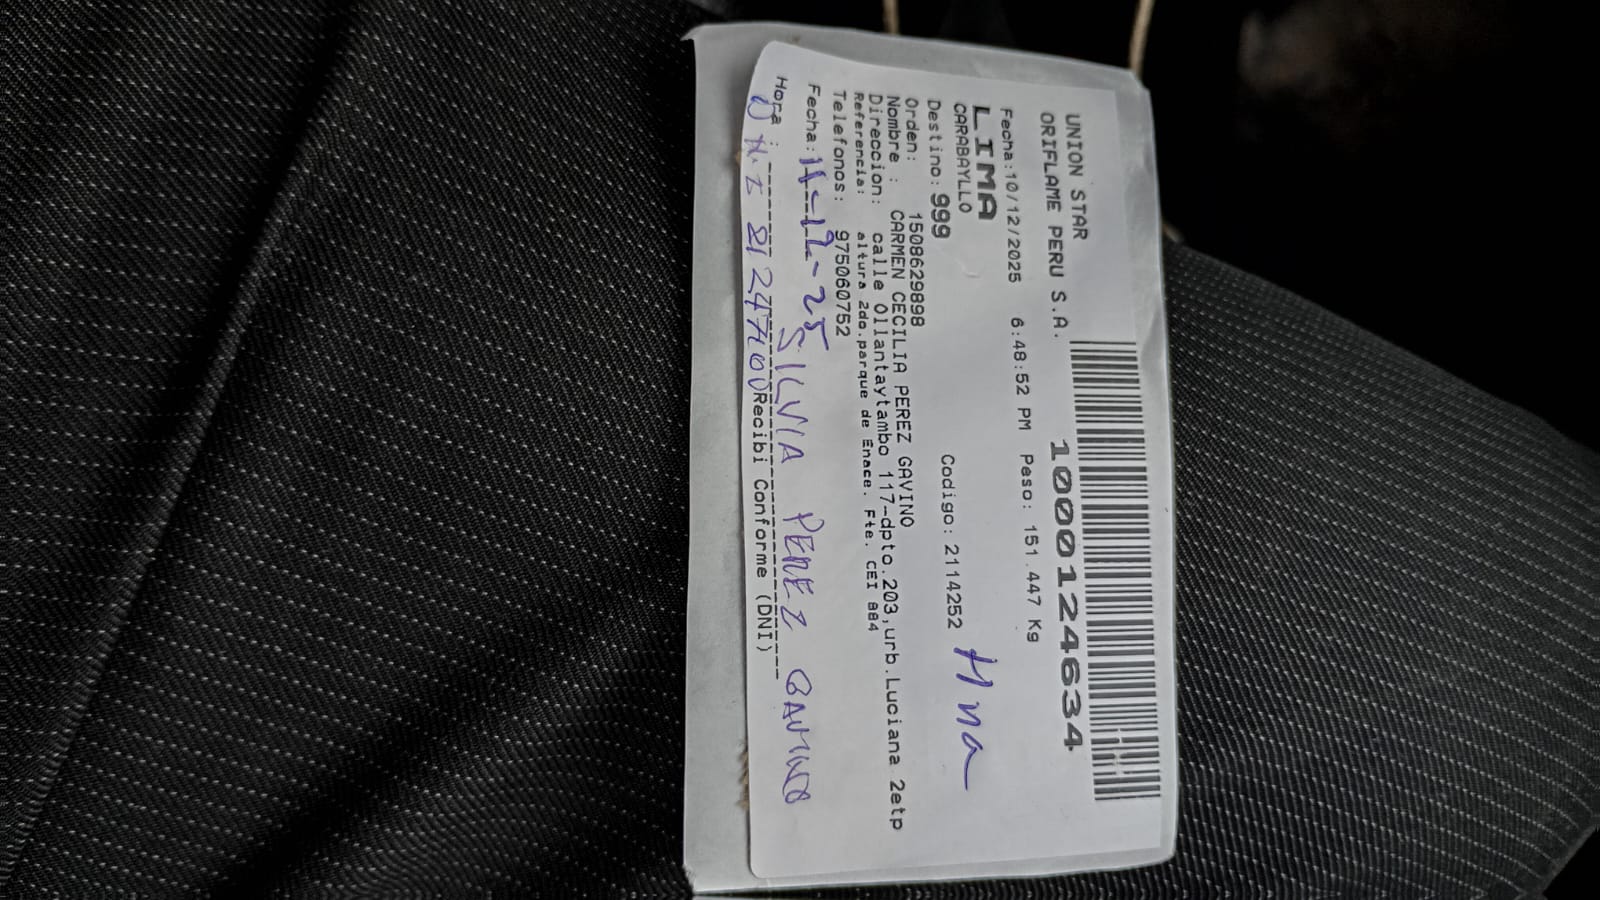 UNION STAR
ORIFLAME PERU S.A.
10001246634
Fecha:10/12/2025 6:48:52 PM Peso: 151.447 Kg
LIMA
CARABAYLLO
Destino: 999 Codigo: 2114252
Hna
Orden: 1508629898
Nombre : CARMEN CECILIA PEREZ GAVINO
Direccion: calle Ollantaytambo 117-dpto.203,urb.Luciana 2etp
Referencia: altura 2do.parque de Enace. Fte. CEI 884
Telefonos: 975060752
Fecha: 11-12-25
SILVIA PEREZ GAVINO
Hora :
Recibi Conforme (DNI)